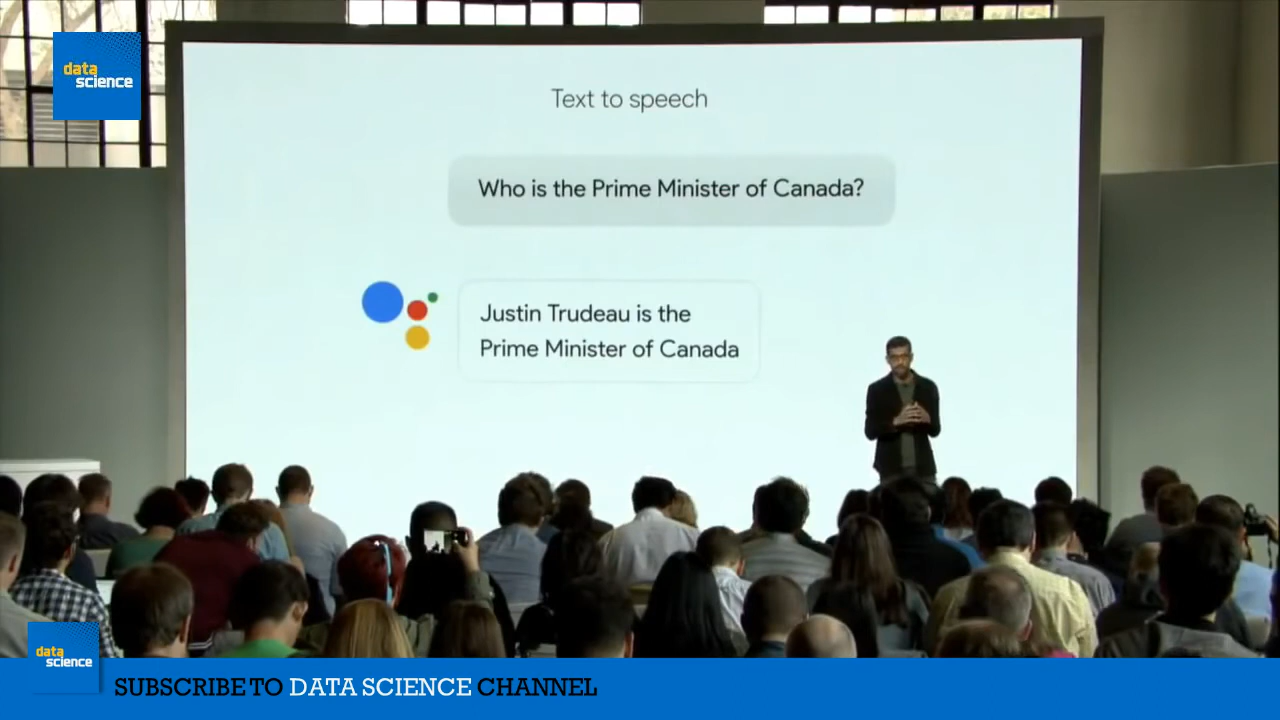 data
science
Text to speech
Who is the Prime Minister of Canada?
Justin Trudeau is the
Prime Minister of Canada
data
science
SUBSCRIBE TO DATA SCIENCE CHANNEL